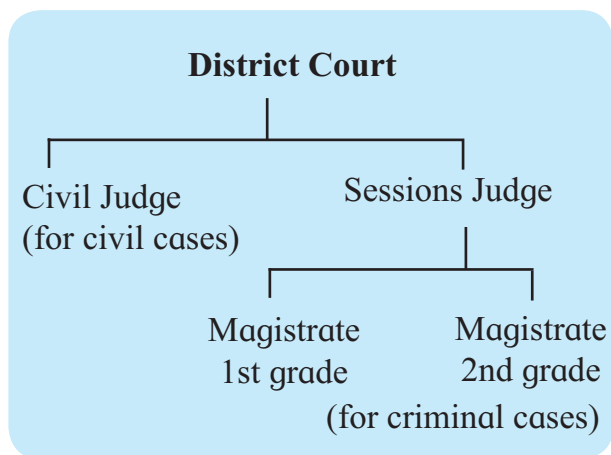 District Court
Civil Judge
(for civil cases)
Sessions Judge
Magistrate
1st grade
Magistrate
2nd grade
(for criminal cases)